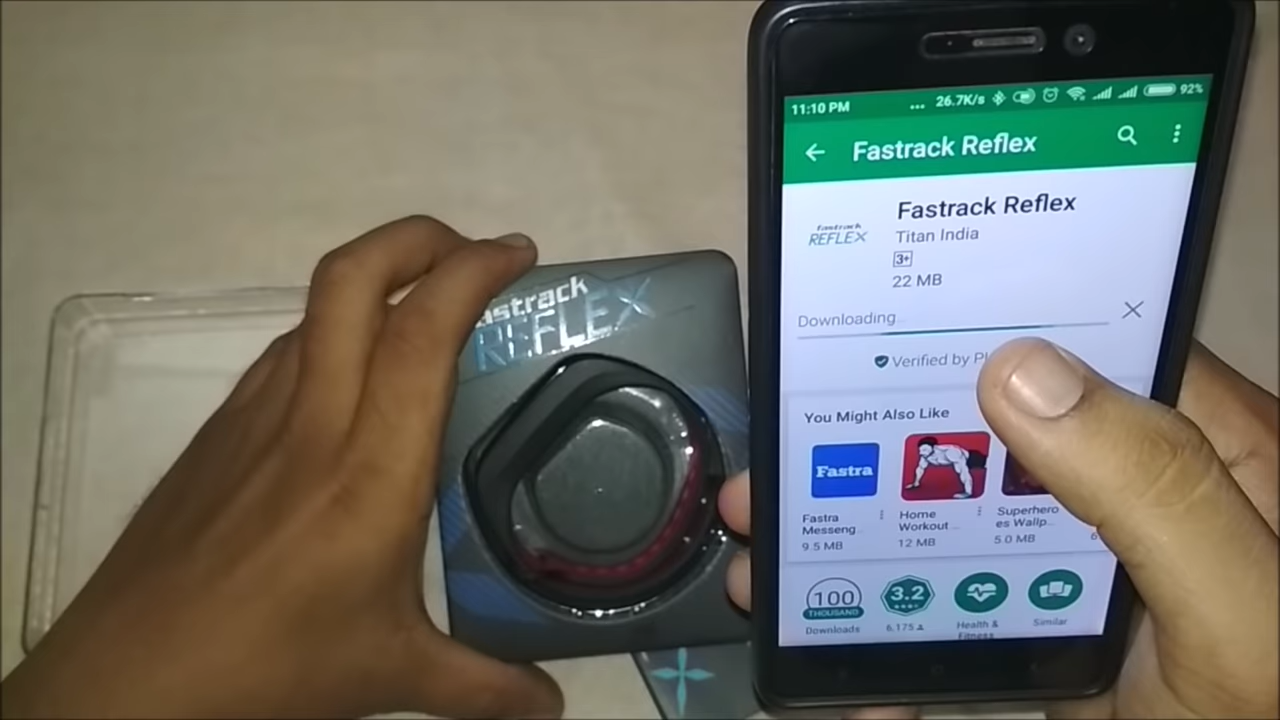 11:10 PM ... 26.7K/s 92%
Fastrack Reflex
fastrack
REFLEX
Fastrack Reflex
Titan India
3+
22 MB
Downloading
Verified by
You Might Also Like
Fastra
Fastra
Messeng..
9.5 MB
Home
Workout ..
12 MB
Superhero
es Wallp..
5.0 MB
100
THOUSAND
Downloads
3.2
6,175
Health &
Fitness
Similar
REFLEX